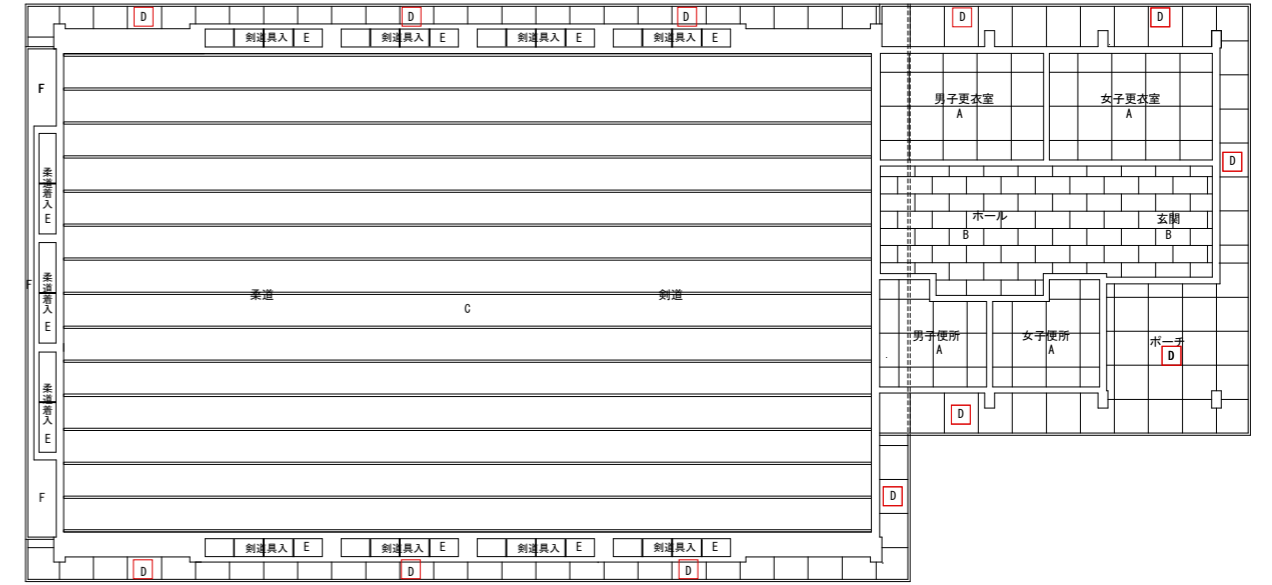 D D D D D
剣道具入 E 剣道具入 E 剣道具入 E 剣道具入 E
F
男子更衣室 女子更衣室
A A
D
柔道着入 E
ホール 玄関
B B
F
柔道着入 E
柔道 剣道
C
男子便所 女子便所 ポーチ
A A D
柔道着入 E
D
F
D
剣道具入 E 剣道具入 E 剣道具入 E 剣道具入 E
D D D